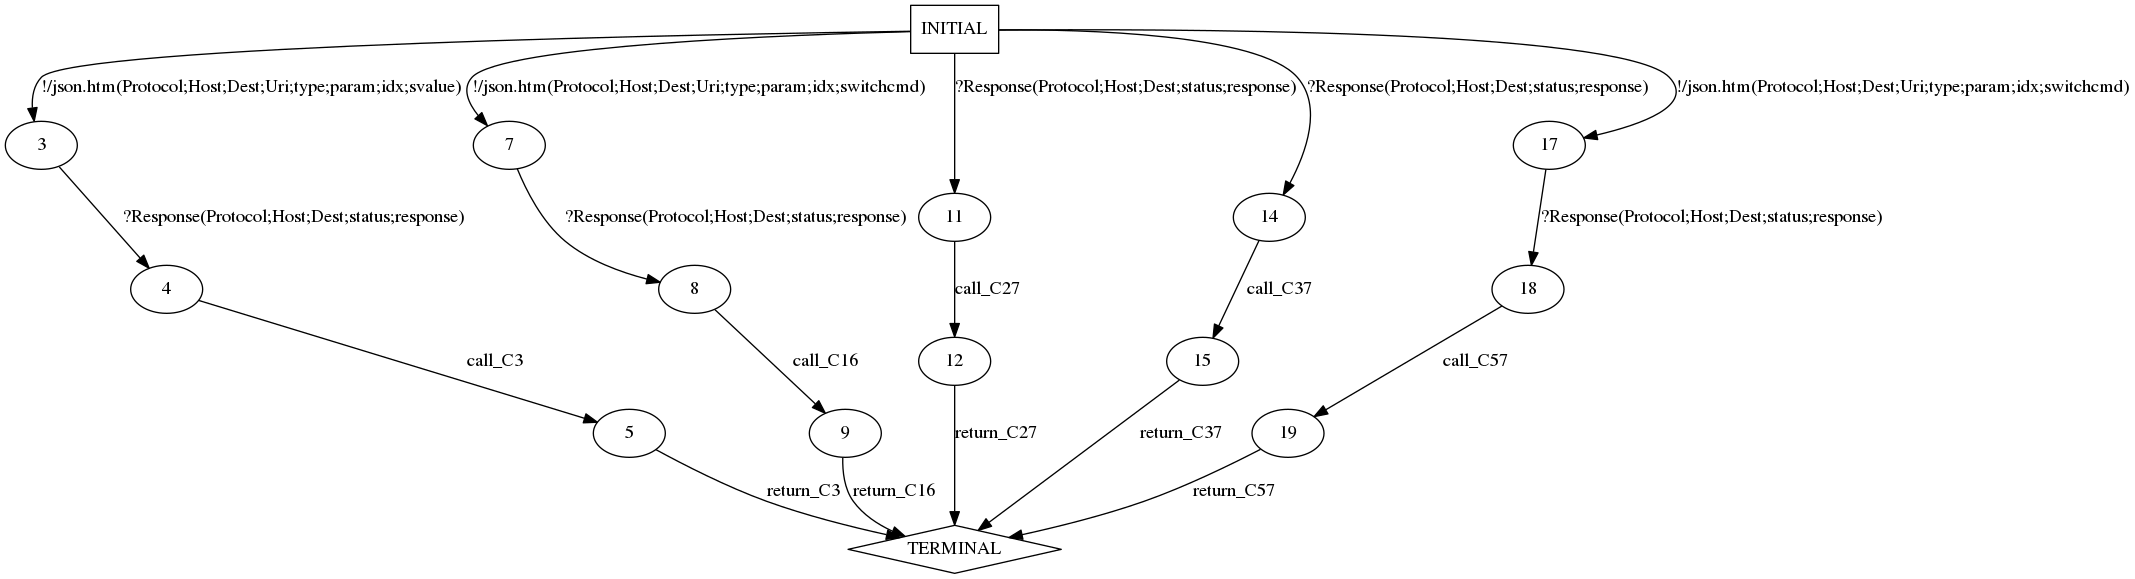 INITIAL
!/json.htm(Protocol;Host;Dest;Uri;type;param;idx;svalue)
!/json.htm(Protocol;Host;Dest;Uri;type;param;idx;switchcmd)
?Response(Protocol;Host;Dest;status;response)
?Response(Protocol;Host;Dest;status;response)
!/json.htm(Protocol;Host;Dest;Uri;type;param;idx;switchcmd)
3
7
17
?Response(Protocol;Host;Dest;status;response)
?Response(Protocol;Host;Dest;status;response)
11
14
?Response(Protocol;Host;Dest;status;response)
4
8
call_C27
call_C37
18
call_C3
call_C16
12
15
call_C57
5
9
return_C27
return_C37
19
return_C3
return_C16
return_C57
TERMINAL